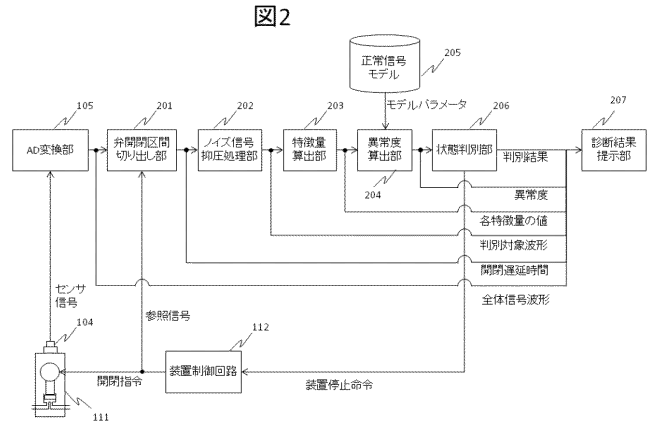 図2
正常信号
モデル
205
モデルパラメータ
105
201
202
203
206
207
AD変換部
弁開閉区間
切り出し部
ノイズ信号
抑圧処理部
特徴量
算出部
異常度
算出部
204
状態判別部
判別結果
診断結果
提示部
異常度
各特徴量の値
判別対象波形
開閉遅延時間
全体信号波形
センサ
信号
参照信号
104
112
開閉指令
装置制御回路
装置停止命令
111